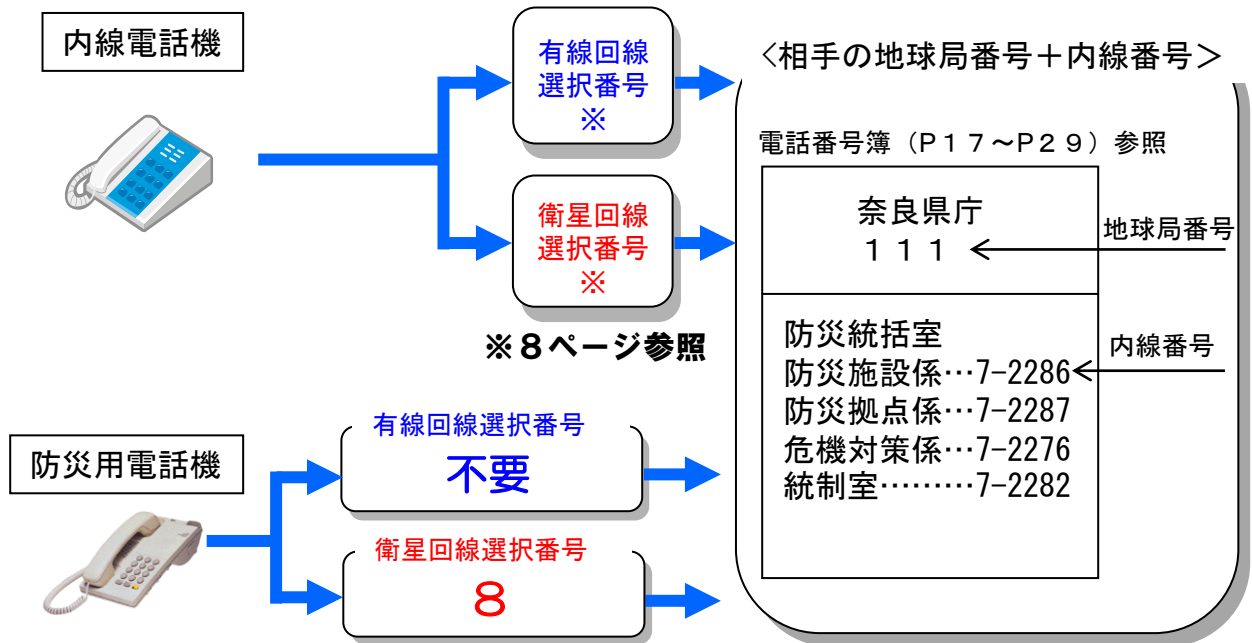 内線電話機
有線回線
選択番号
※
衛星回線
選択番号
※
※８ページ参照
防災用電話機
有線回線選択番号
不要
衛星回線選択番号
８
＜相手の地球局番号＋内線番号＞
電話番号簿（Ｐ１７～Ｐ２９）参照
奈良県庁
１１１
地球局番号
防災統括室
防災施設係…7-2286
内線番号
防災拠点係…7-2287
危機対策係…7-2276
統制室………7-2282